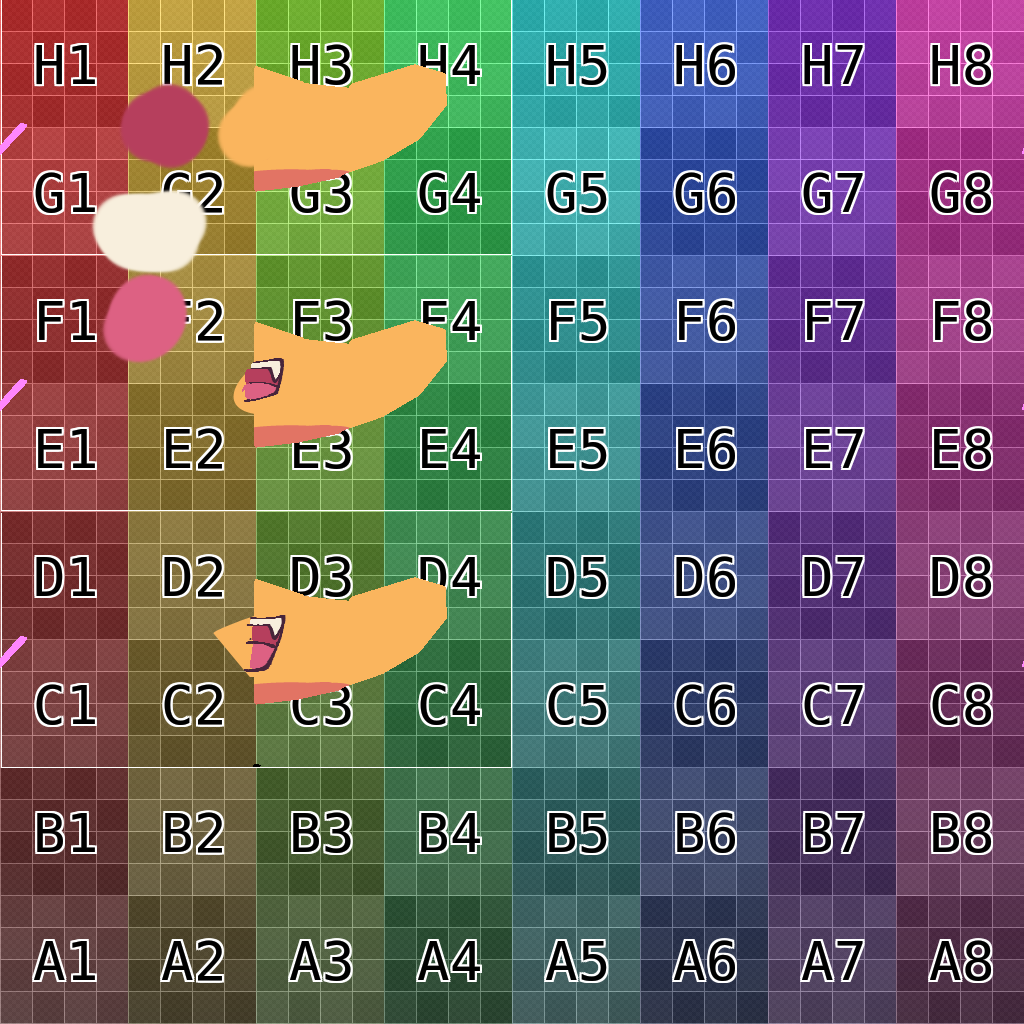 H1 H2 H3 H4 H5 H6 H7 H8
G1 G2 G3 G4 G5 G6 G7 G8
F1 F2 F3 F4 F5 F6 F7 F8
E1 E2 E3 E4 E5 E6 E7 E8
D1 D2 D3 D4 D5 D6 D7 D8
C1 C2 C3 C4 C5 C6 C7 C8
B1 B2 B3 B4 B5 B6 B7 B8
A1 A2 A3 A4 A5 A6 A7 A8